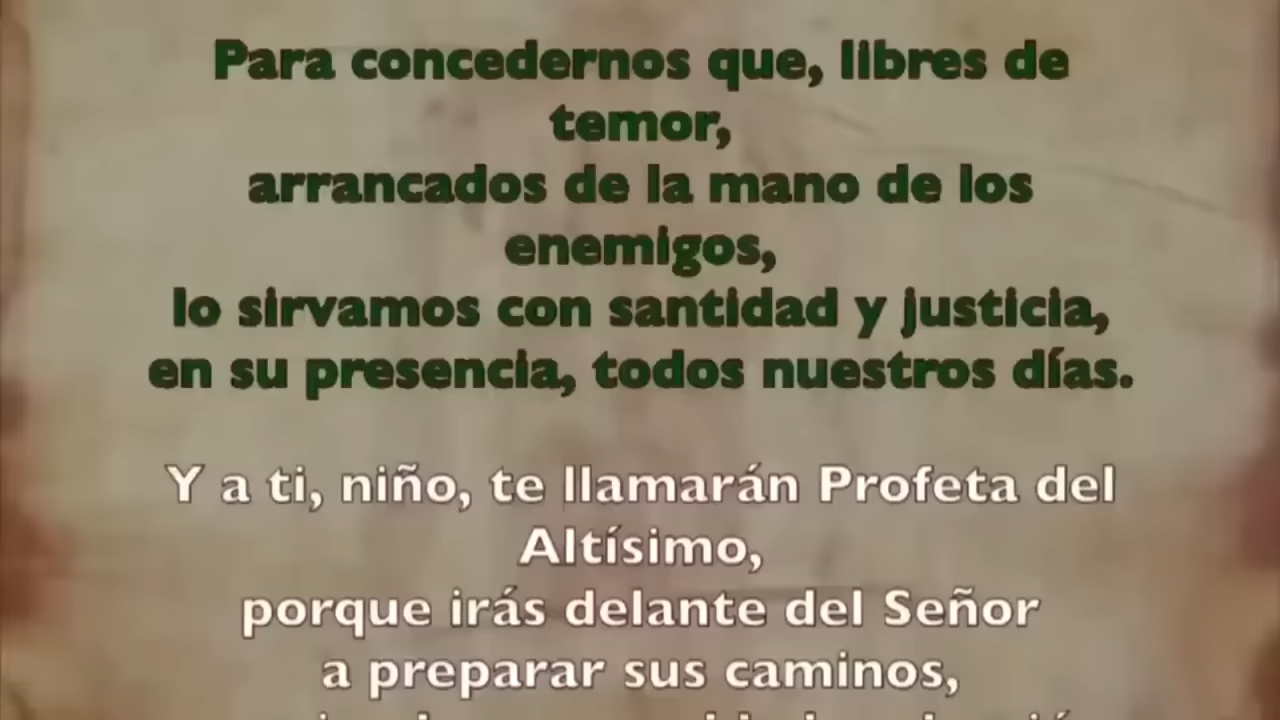 Para concedernos que, libres de
temor,
arrancados de la mano de los
enemigos,
lo sirvamos con santidad y justicia,
en su presencia, todos nuestros días.
Y a ti, niño, te llamarán Profeta del
Altísimo,
porque irás delante del Señor
a preparar sus caminos,